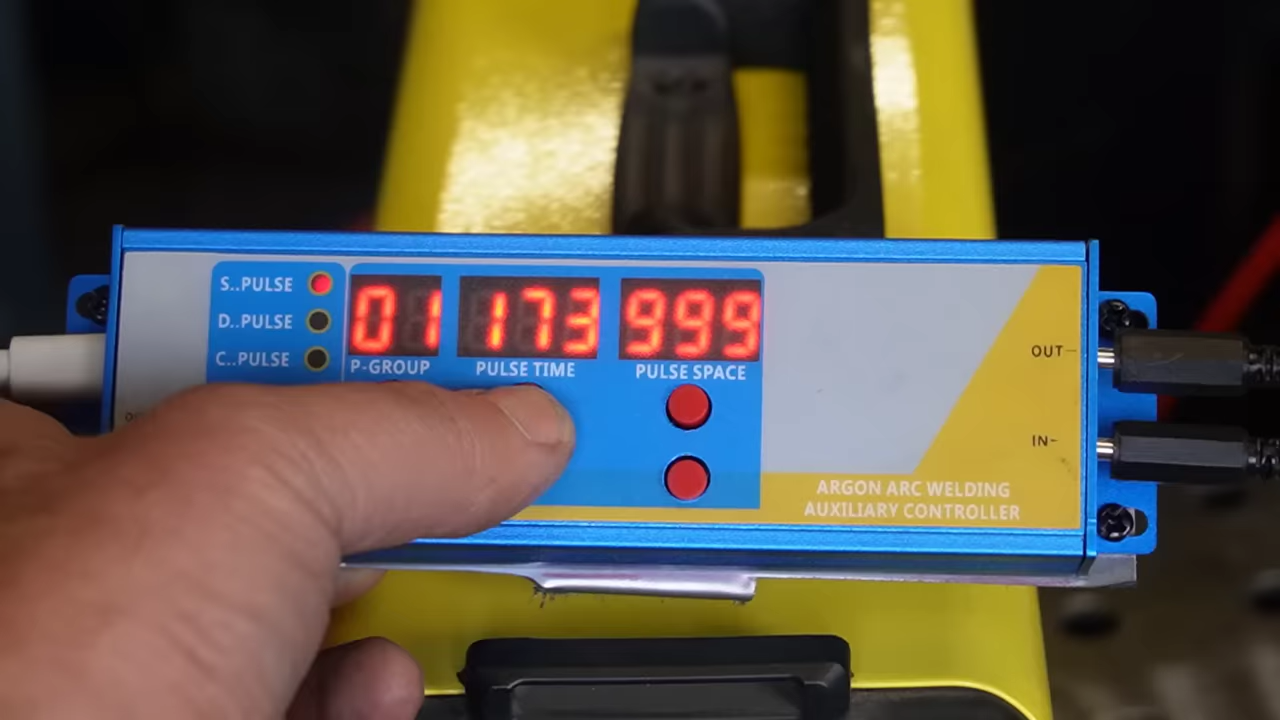 S..PULSE
D..PULSE
C..PULSE
01 173 999
P-GROUP PULSE TIME PULSE SPACE
OUT
IN
ARGON ARC WELDING
AUXILIARY CONTROLLER